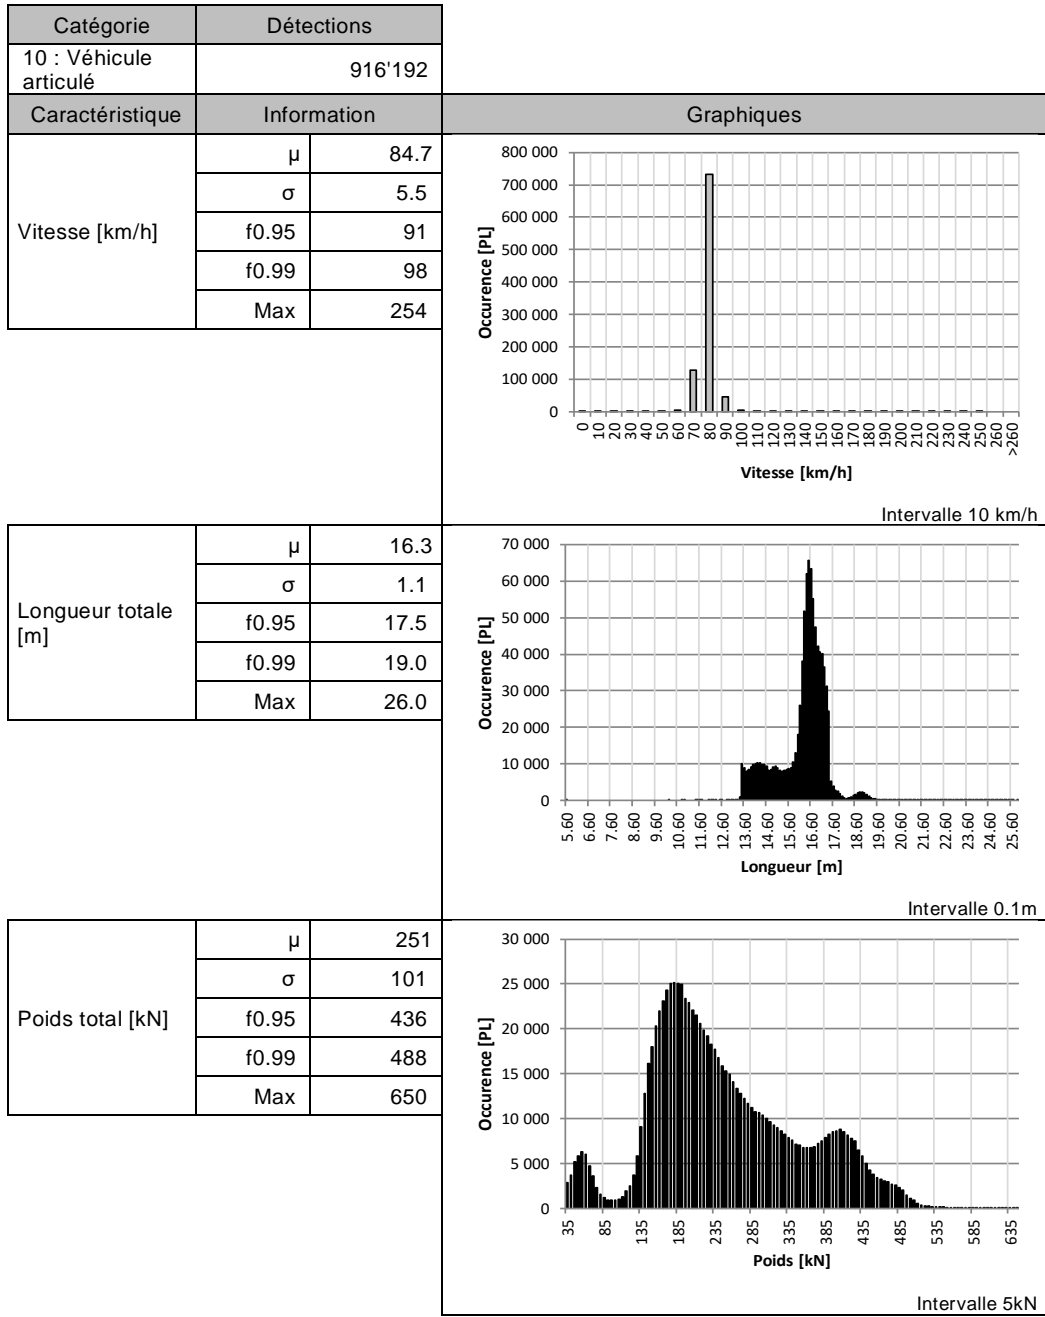 Catégorie Détections
10 : Véhicule
articulé
916'192
Caractéristique Information Graphiques
Vitesse [km/h]
µ 84.7
σ 5.5
f0.95 91
f0.99 98
Max 254
800 000
700 000
600 000
500 000
400 000
300 000
200 000
100 000
0
Occurence [PL]
0 10 20 30 40 50 60 70 80 90 100 110 120 130 140 150 160 170 180 190 200 210 220 230 240 250 260 >260
Vitesse [km/h]
Intervalle 10 km/h
Longueur totale
[m]
µ 16.3
σ 1.1
f0.95 17.5
f0.99 19.0
Max 26.0
70 000
60 000
50 000
40 000
30 000
20 000
10 000
0
Occurence [PL]
5.60 6.60 7.60 8.60 9.60 10.60 11.60 12.60 13.60 14.60 15.60 16.60 17.60 18.60 19.60 20.60 21.60 22.60 23.60 24.60 25.60
Longueur [m]
Intervalle 0.1m
Poids total [kN]
µ 251
σ 101
f0.95 436
f0.99 488
Max 650
30 000
25 000
20 000
15 000
10 000
5 000
0
Occurence [PL]
35 85 135 185 235 285 335 385 435 485 535 585 635
Poids [kN]
Intervalle 5kN